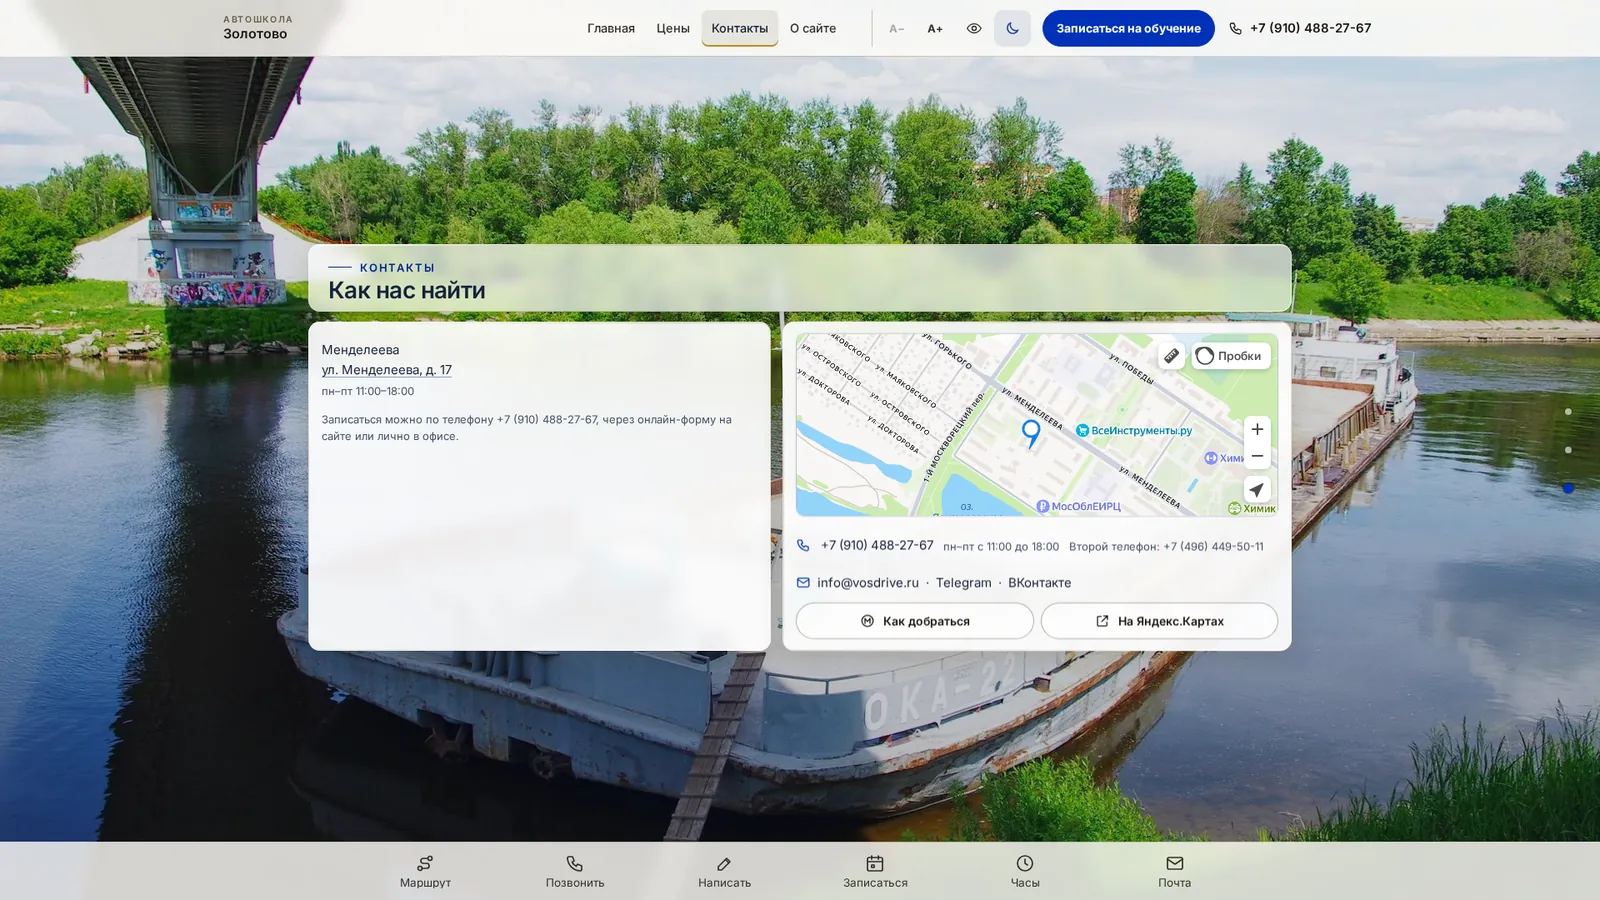 АВТОШКОЛА
Золотово
Главная
Цены
Контакты
О сайте
A−
A+
Записаться на обучение
+7 (910) 488-27-67
КОНТАКТЫ
Как нас найти
Менделеева
ул. Менделеева, д. 17
пн–пт 11:00–18:00
Записаться можно по телефону +7 (910) 488-27-67, через онлайн-форму на
сайте или лично в офисе.
ул. ГОРЬКОГО
ул. ПОБЕДЫ
Пробки
ул. ОСТРОВСКОГО
ул. МАЯКОВСКОГО
ул. ДОКТОРОВА
ул. ОСТРОВСКОГО
ул. ДОКТОРОВА
1-й МОСКВОРЕЦКИЙ пер.
ул. МЕНДЕЛЕЕВА
ВсеИнструменты.ру
ул. МЕНДЕЛЕЕВА
оз.
МосОблЕИРЦ
Химик
+7 (910) 488-27-67 пн–пт с 11:00 до 18:00 Второй телефон: +7 (496) 449-50-11
info@vosdrive.ru · Telegram · ВКонтакте
Как добраться
На Яндекс.Картах
ОКА-22
Маршрут
Позвонить
Написать
Записаться
Часы
Почта